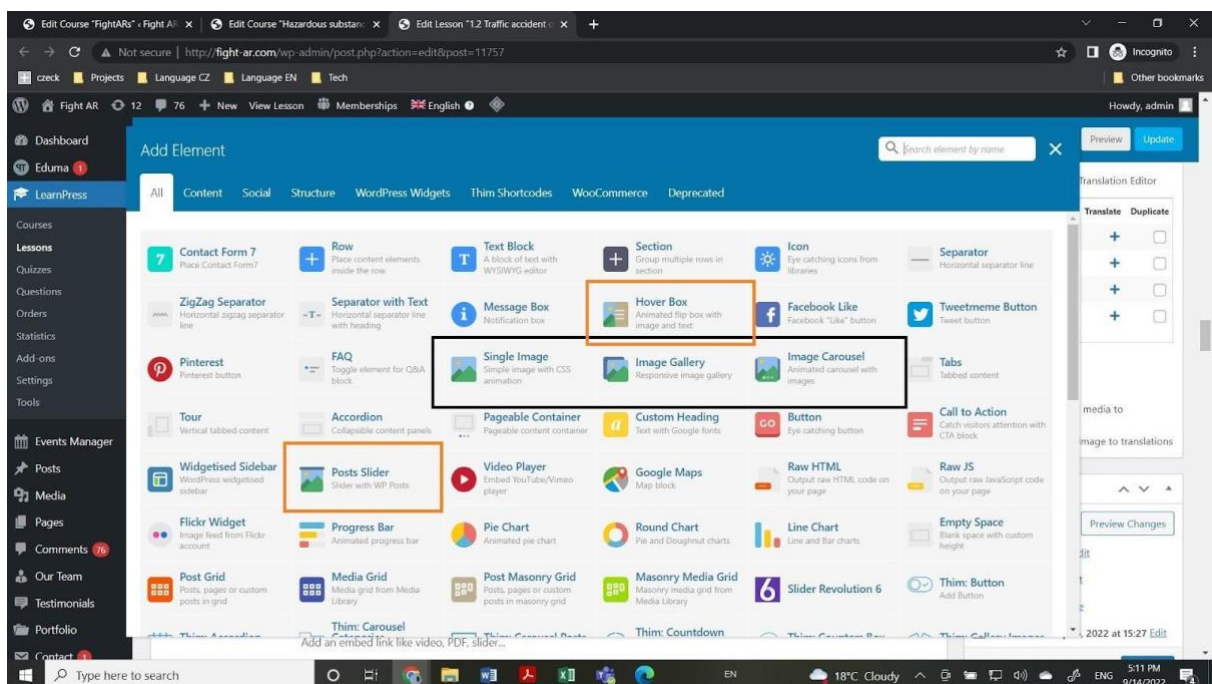 Edit Course "FightARs" ‹ Fight AR
Edit Course "Hazardous substanc
Edit Lesson "1.2 Traffic accident o
Not secure | http://fight-ar.com/wp-admin/post.php?action=edit&post=11757
Incognito
czeck Projects Language CZ Language EN Tech Other bookmarks
Fight AR 12 76 + New View Lesson Memberships English Howdy, admin
Dashboard
Eduma 1
LearnPress
Courses
Lessons
Quizzes
Questions
Orders
Statistics
Add-ons
Settings
Tools
Events Manager
Posts
Media
Pages
Comments 76
Our Team
Testimonials
Portfolio
Contact 1
Add Element
Search element by name
Preview Update
All Content Social Structure WordPress Widgets Thim Shortcodes WooCommerce Deprecated
Contact Form 7
Place Contact Form7
Row
Place content elements
inside the row
Text Block
A block of text with
WYSIWYG editor
Section
Group multiple rows in
section
Icon
Eye catching icons from
libraries
Separator
Horizontal separator line
ZigZag Separator
Horizontal zigzag separator
line
Separator with Text
Horizontal separator line
with heading
Message Box
Notification box
Hover Box
Animated flip box with
image and text
Facebook Like
Facebook "Like" button
Tweetmeme Button
Tweet button
Pinterest
Pinterest button
FAQ
Toggle element for Q&A
block
Single Image
Simple image with CSS
animation
Image Gallery
Responsive image gallery
Image Carousel
Animated carousel with
images
Tabs
Tabbed content
Tour
Vertical tabbed content
Accordion
Collapsible content panels
Pageable Container
Pageable content container
Custom Heading
Text with Google fonts
GO
Button
Eye catching button
Call to Action
Catch visitors attention with
CTA block
Widgetised Sidebar
WordPress widgetised
sidebar
Posts Slider
Slider with WP Posts
Video Player
Embed YouTube/Vimeo
player
Google Maps
Map block
Raw HTML
Output raw HTML code on
your page
Raw JS
Output raw JavaScript code
on your page
Flickr Widget
Image feed from Flickr
account
Progress Bar
Animated progress bar
Pie Chart
Animated pie chart
Round Chart
Pie and Doughnut charts
Line Chart
Line and Bar charts
Empty Space
Blank space with custom
height
Post Grid
Posts, pages or custom
posts in grid
Media Grid
Media grid from Media
Library
Post Masonry Grid
Posts, pages or custom
posts in masonry grid
Masonry Media Grid
Masonry media grid from
Media Library
6
Slider Revolution 6
Thim: Button
Add Button
Thim: Accordion
Thim: Carousel
Categories
Thim: Carousel Posts
Thim: Countdown
Thim: Counters Box
Thim: Gallery Images
Add an embed link like video, PDF, slider...
Translation Editor
Translate Duplicate
media to
image to translations
Preview Changes
, 2022 at 15:27 Edit
Type here to search
EN
18°C Cloudy
ENG
5:11 PM
9/14/2022